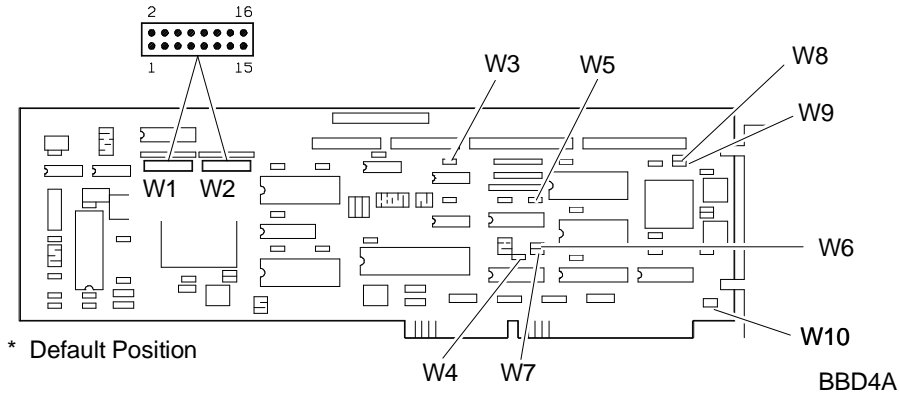 2 16
1 15
W3
W5
W8
W9
W1 W2
W6
W10
* Default Position
W4
W7
BBD4A